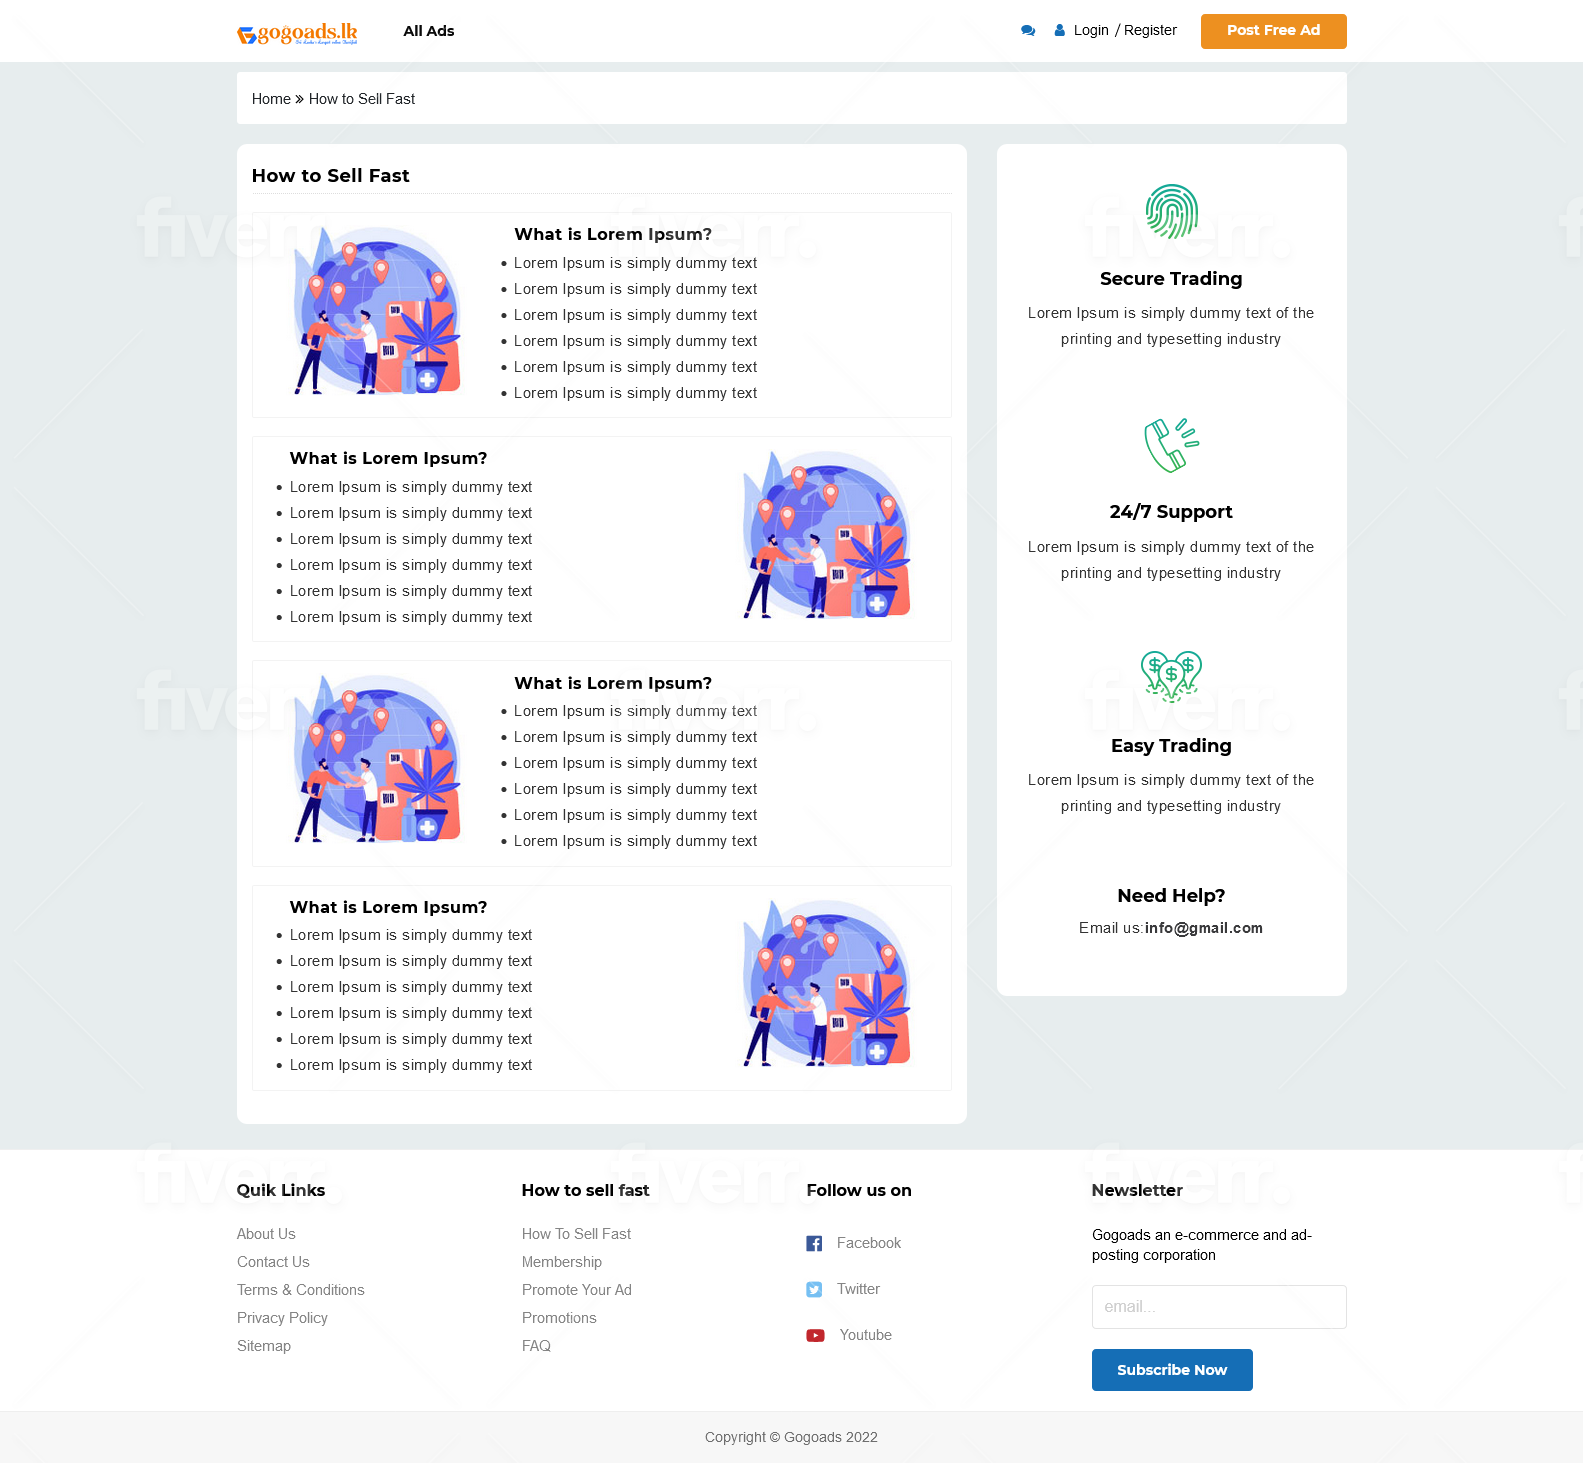 gogoads.lk
All Ads
Login / Register
Post Free Ad
Home » How to Sell Fast
How to Sell Fast
What is Lorem Ipsum?
• Lorem Ipsum is simply dummy text
• Lorem Ipsum is simply dummy text
• Lorem Ipsum is simply dummy text
• Lorem Ipsum is simply dummy text
• Lorem Ipsum is simply dummy text
• Lorem Ipsum is simply dummy text
What is Lorem Ipsum?
• Lorem Ipsum is simply dummy text
• Lorem Ipsum is simply dummy text
• Lorem Ipsum is simply dummy text
• Lorem Ipsum is simply dummy text
• Lorem Ipsum is simply dummy text
• Lorem Ipsum is simply dummy text
What is Lorem Ipsum?
• Lorem Ipsum is simply dummy text
• Lorem Ipsum is simply dummy text
• Lorem Ipsum is simply dummy text
• Lorem Ipsum is simply dummy text
• Lorem Ipsum is simply dummy text
• Lorem Ipsum is simply dummy text
What is Lorem Ipsum?
• Lorem Ipsum is simply dummy text
• Lorem Ipsum is simply dummy text
• Lorem Ipsum is simply dummy text
• Lorem Ipsum is simply dummy text
• Lorem Ipsum is simply dummy text
• Lorem Ipsum is simply dummy text
Secure Trading
Lorem Ipsum is simply dummy text of the
printing and typesetting industry
24/7 Support
Lorem Ipsum is simply dummy text of the
printing and typesetting industry
Easy Trading
Lorem Ipsum is simply dummy text of the
printing and typesetting industry
Need Help?
Email us:info@gmail.com
Quik Links
About Us
Contact Us
Terms & Conditions
Privacy Policy
Sitemap
How to sell fast
How To Sell Fast
Membership
Promote Your Ad
Promotions
FAQ
Follow us on
Facebook
Twitter
Youtube
Newsletter
Gogoads an e-commerce and ad-
posting corporation
email...
Subscribe Now
Copyright © Gogoads 2022
fiverr.
fiverr.
fiverr.
fiverr.
fiverr.
fiverr.
fiverr.
fiverr.
fiverr.